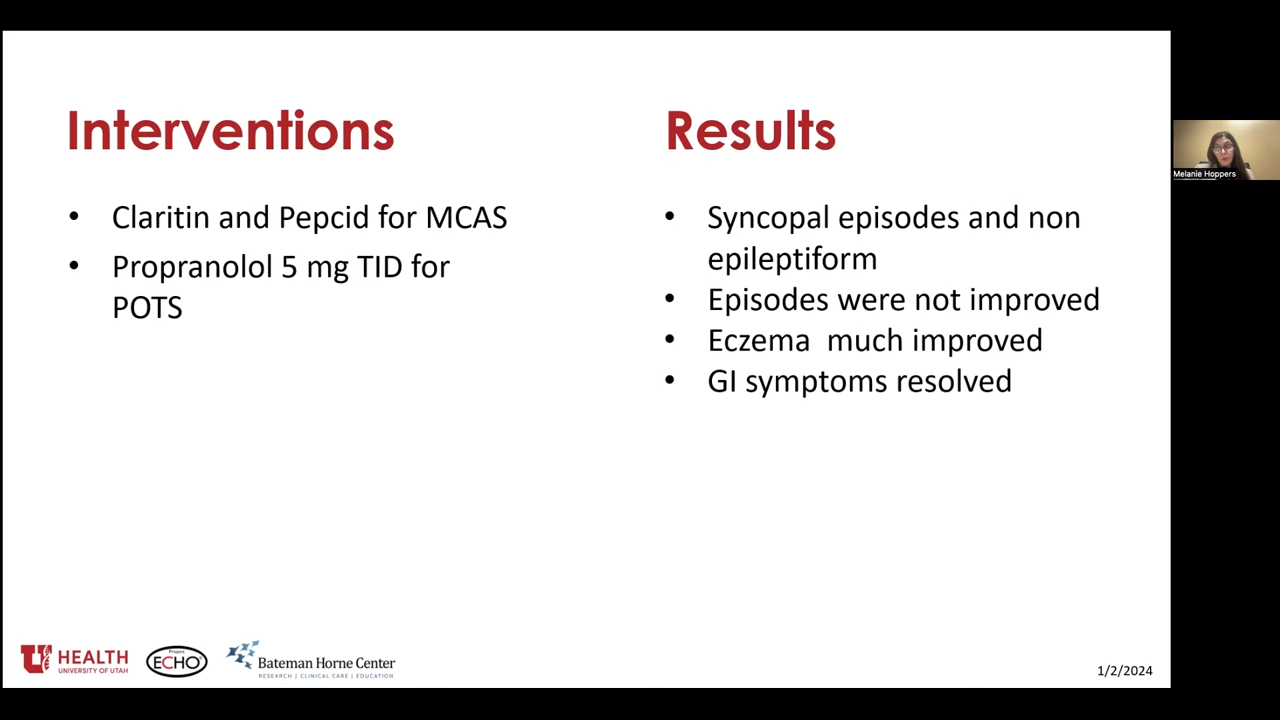 Interventions
• Claritin and Pepcid for MCAS
• Propranolol 5 mg TID for
POTS
Results
• Syncopal episodes and non
epileptiform
• Episodes were not improved
• Eczema  much improved
• GI symptoms resolved
Melanie Hoppers
U HEALTH
UNIVERSITY OF UTAH
Project
ECHO
Bateman Horne Center
RESEARCH | CLINICAL CARE | EDUCATION
1/2/2024